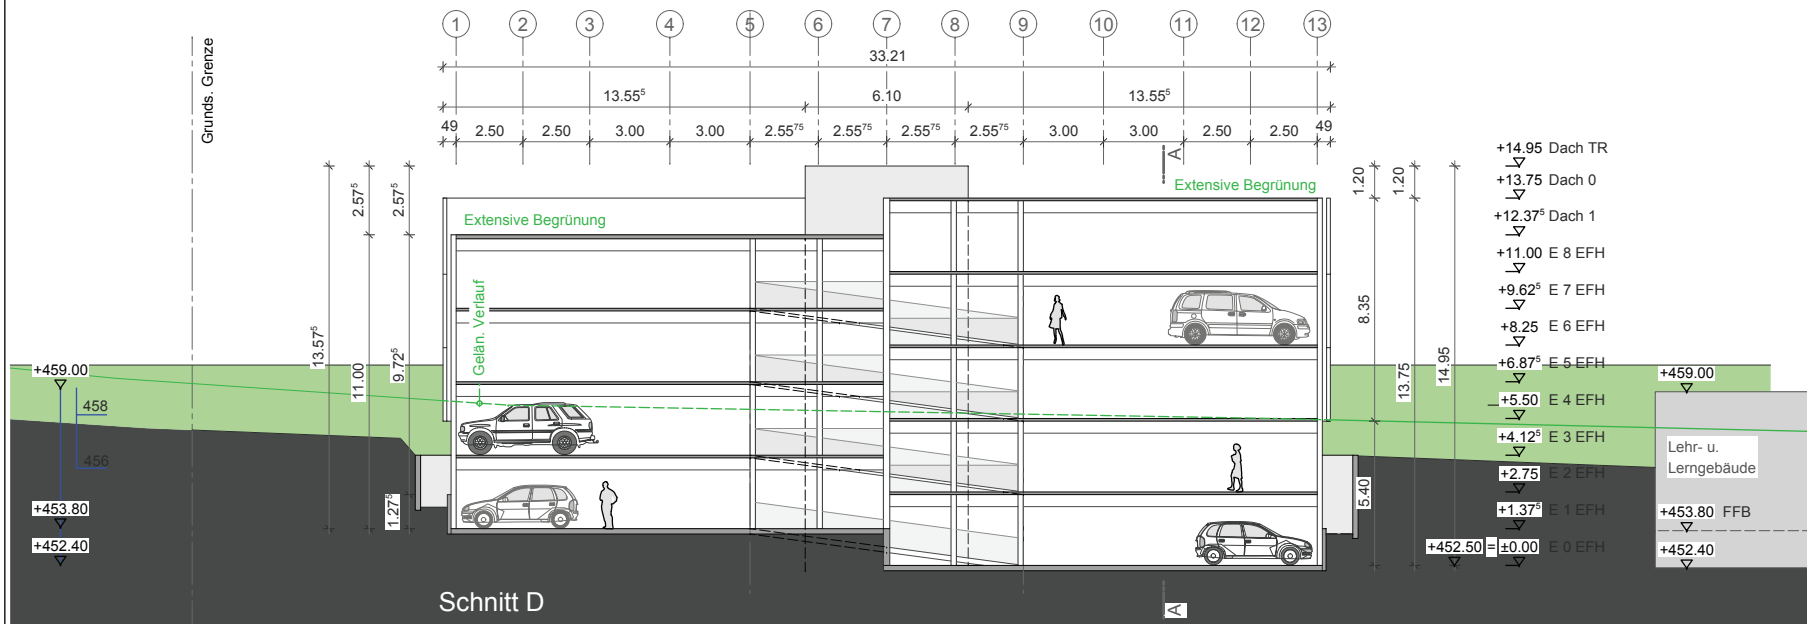 1 2 3 4 5 6 7 8 9 10 11 12 13
33.21
13.55⁵ 6.10 13.55⁵
49 2.50 2.50 3.00 3.00 2.55⁷⁵ 2.55⁷⁵ 2.55⁷⁵ 2.55⁷⁵ 3.00 3.00 2.50 2.50 49
Grunds. Grenze
A
Extensive Begrünung
Extensive Begrünung
Gelän. Verlauf
2.57⁵
2.57⁵
13.57⁵
11.00
9.72⁵
1.27⁵
+459.00
458
456
+453.80
+452.40
1.20
1.20
8.35
13.75
14.95
5.40
+14.95 Dach TR
+13.75 Dach 0
+12.37⁵ Dach 1
+11.00 E 8 EFH
+9.62⁵ E 7 EFH
+8.25 E 6 EFH
+6.87⁵ E 5 EFH
+5.50 E 4 EFH
+4.12⁵ E 3 EFH
+2.75 E 2 EFH
+1.37⁵ E 1 EFH
+452.50 = ±0.00 E 0 EFH
+459.00
Lehr- u.
Lerngebäude
+453.80 FFB
+452.40
Schnitt D
A